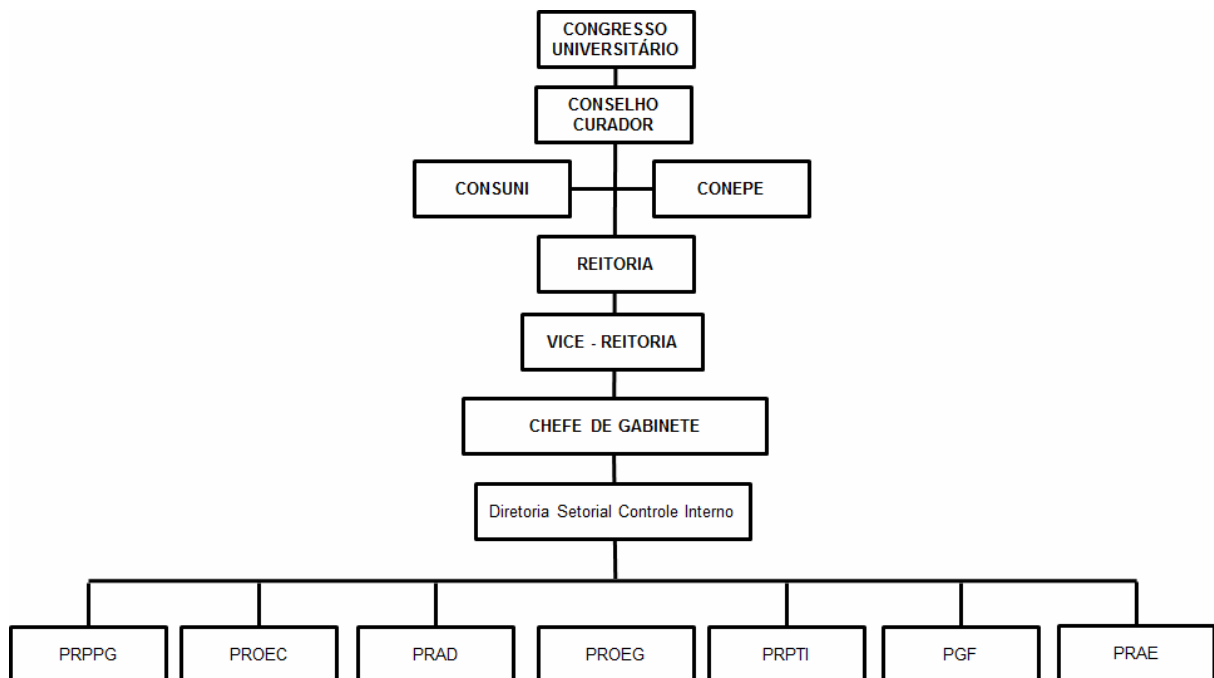 CONGRESSO
UNIVERSITÁRIO
CONSELHO
CURADOR
CONSUNI
CONEPE
REITORIA
VICE - REITORIA
CHEFE DE GABINETE
Diretoria Setorial Controle Interno
PRPPG
PROEC
PRAD
PROEG
PRPTI
PGF
PRAE